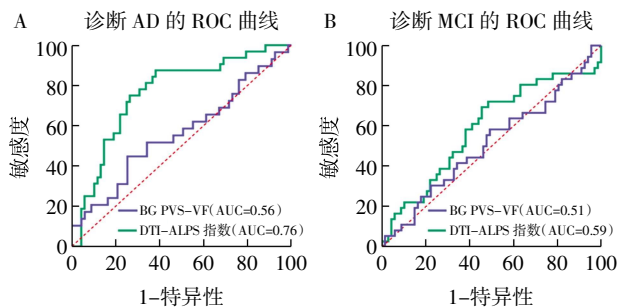 A
诊断 AD 的 ROC 曲线
100
80
60
40
20
0
敏感度
BG PVS-VF(AUC=0.56)
DTI-ALPS 指数(AUC=0.76)
0 20 40 60 80 100
1-特异性
B
诊断 MCI 的 ROC 曲线
100
80
60
40
20
0
敏感度
BG PVS-VF(AUC=0.51)
DTI-ALPS 指数(AUC=0.59)
0 20 40 60 80 100
1-特异性